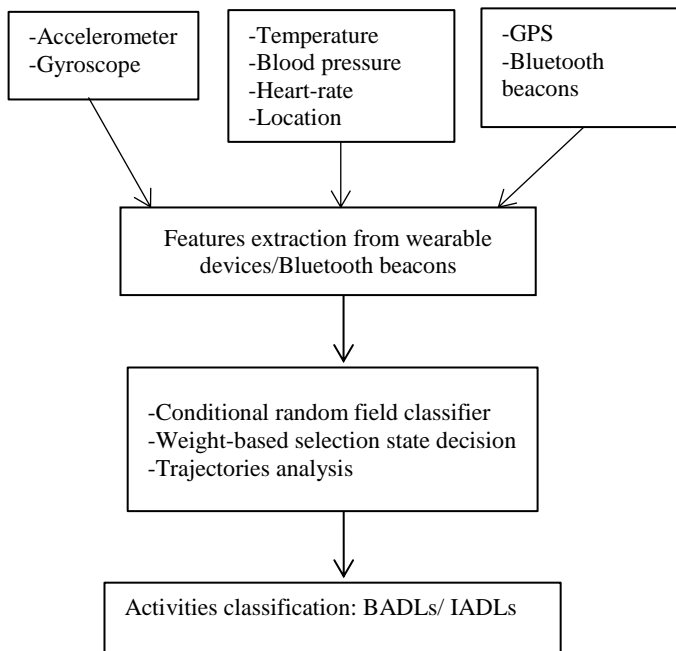 -Accelerometer
-Gyroscope
-Temperature
-Blood pressure
-Heart-rate
-Location
-GPS
-Bluetooth
beacons
Features extraction from wearable
devices/Bluetooth beacons
-Conditional random field classifier
-Weight-based selection state decision
-Trajectories analysis
Activities classification: BADLs/ IADLs